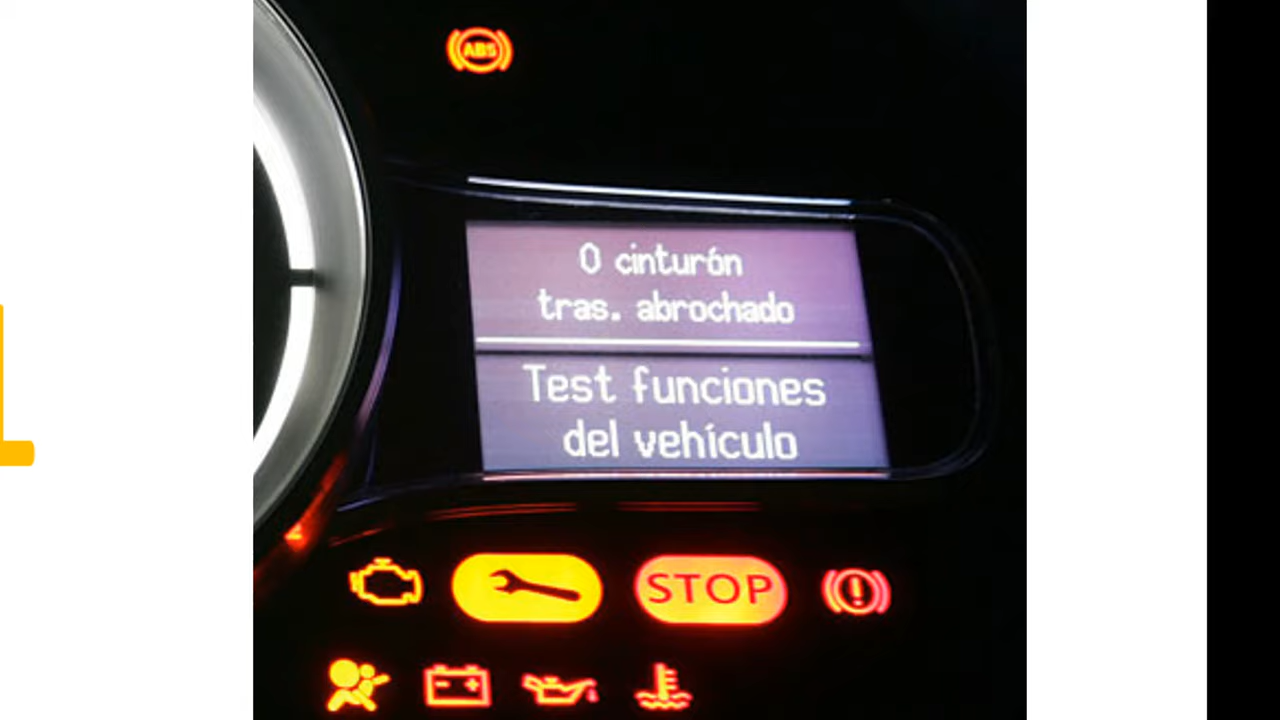 ABS
0 cinturón
tras. abrochado
Test funciones
del vehículo
STOP